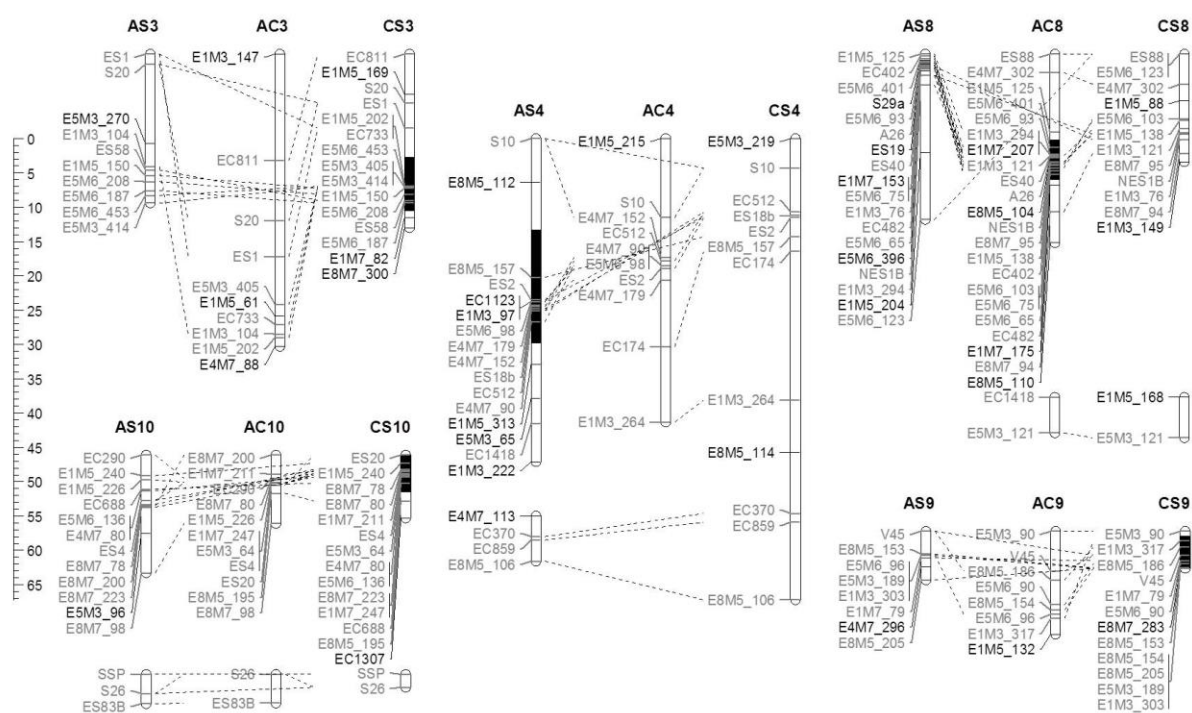 AS3
ES1
S20
E5M3_270
E1M3_104
ES58
E1M5_150
E5M6_208
E5M6_187
E5M6_453
E5M3_414
AC3
E1M3_147
EC811
S20
ES1
E5M3_405
E1M5_61
EC733
E1M3_104
E1M5_202
E4M7_88
CS3
EC811
E1M5_169
S20
ES1
E1M5_202
EC733
E5M6_453
E5M3_405
E5M3_414
E1M5_150
E5M6_208
ES58
E5M6_187
E1M7_82
E8M7_300
0
5
10
15
20
25
30
35
40
45
50
55
60
65
AS4
S10
E8M5_112
E8M5_157
ES2
EC1123
E1M3_97
E5M6_98
E4M7_179
E4M7_152
ES18b
EC512
E4M7_90
E1M5_313
E5M3_65
EC1418
E1M3_222
E4M7_113
EC370
EC859
E8M5_106
AC4
E1M5_215
S10
E4M7_152
EC512
E4M7_90
E5M6_98
ES2
E4M7_179
EC174
E1M3_264
CS4
E5M3_219
S10
EC512
ES18b
ES2
E8M5_157
EC174
E1M3_264
E8M5_114
EC370
EC859
E8M5_106
AS8
E1M5_125
EC402
E5M6_401
S29a
E5M6_93
A26
ES19
ES40
E1M7_153
E5M6_75
E1M3_76
EC482
E5M6_65
E5M6_396
NES1B
E1M3_294
E1M5_204
E5M6_123
AC8
ES88
E4M7_302
E1M5_125
E5M6_401
E5M6_93
E1M3_294
E1M7_207
E1M3_121
ES40
A26
E8M5_104
NES1B
E8M7_95
E1M5_138
EC402
E5M6_103
E5M6_75
E5M6_65
EC482
E1M7_175
E8M7_94
E8M5_110
EC1418
E5M3_121
CS8
ES88
E5M6_123
E4M7_302
E1M5_88
E5M6_103
E1M5_138
E1M3_121
E8M7_95
NES1B
E1M3_76
E8M7_94
E1M3_149
E1M5_168
E5M3_121
AS10
EC290
E1M5_240
E1M5_226
EC688
E5M6_136
E4M7_80
ES4
E8M7_78
E8M7_200
E8M7_223
E5M3_96
E8M7_98
SSP
S26
ES83B
AC10
E8M7_200
E1M7_211
EC290
E8M7_80
E1M5_226
E1M7_247
E5M3_64
ES4
ES20
E8M5_195
E8M7_98
S26
ES83B
CS10
ES20
E1M5_240
E8M7_78
E8M7_80
E1M7_211
ES4
E5M3_64
E4M7_80
E5M6_136
E8M7_223
E1M7_247
EC688
E8M5_195
EC1307
SSP
S26
AS9
V45
E8M5_153
E5M6_96
E5M3_189
E1M3_303
E1M7_79
E4M7_296
E8M5_205
AC9
E5M3_90
V45
E8M5_186
E5M6_90
E8M5_154
E5M6_96
E1M3_317
E1M5_132
CS9
E5M3_90
E1M3_317
E8M5_186
V45
E1M7_79
E5M6_90
E8M7_283
E8M5_153
E8M5_154
E8M5_205
E5M3_189
E1M3_303